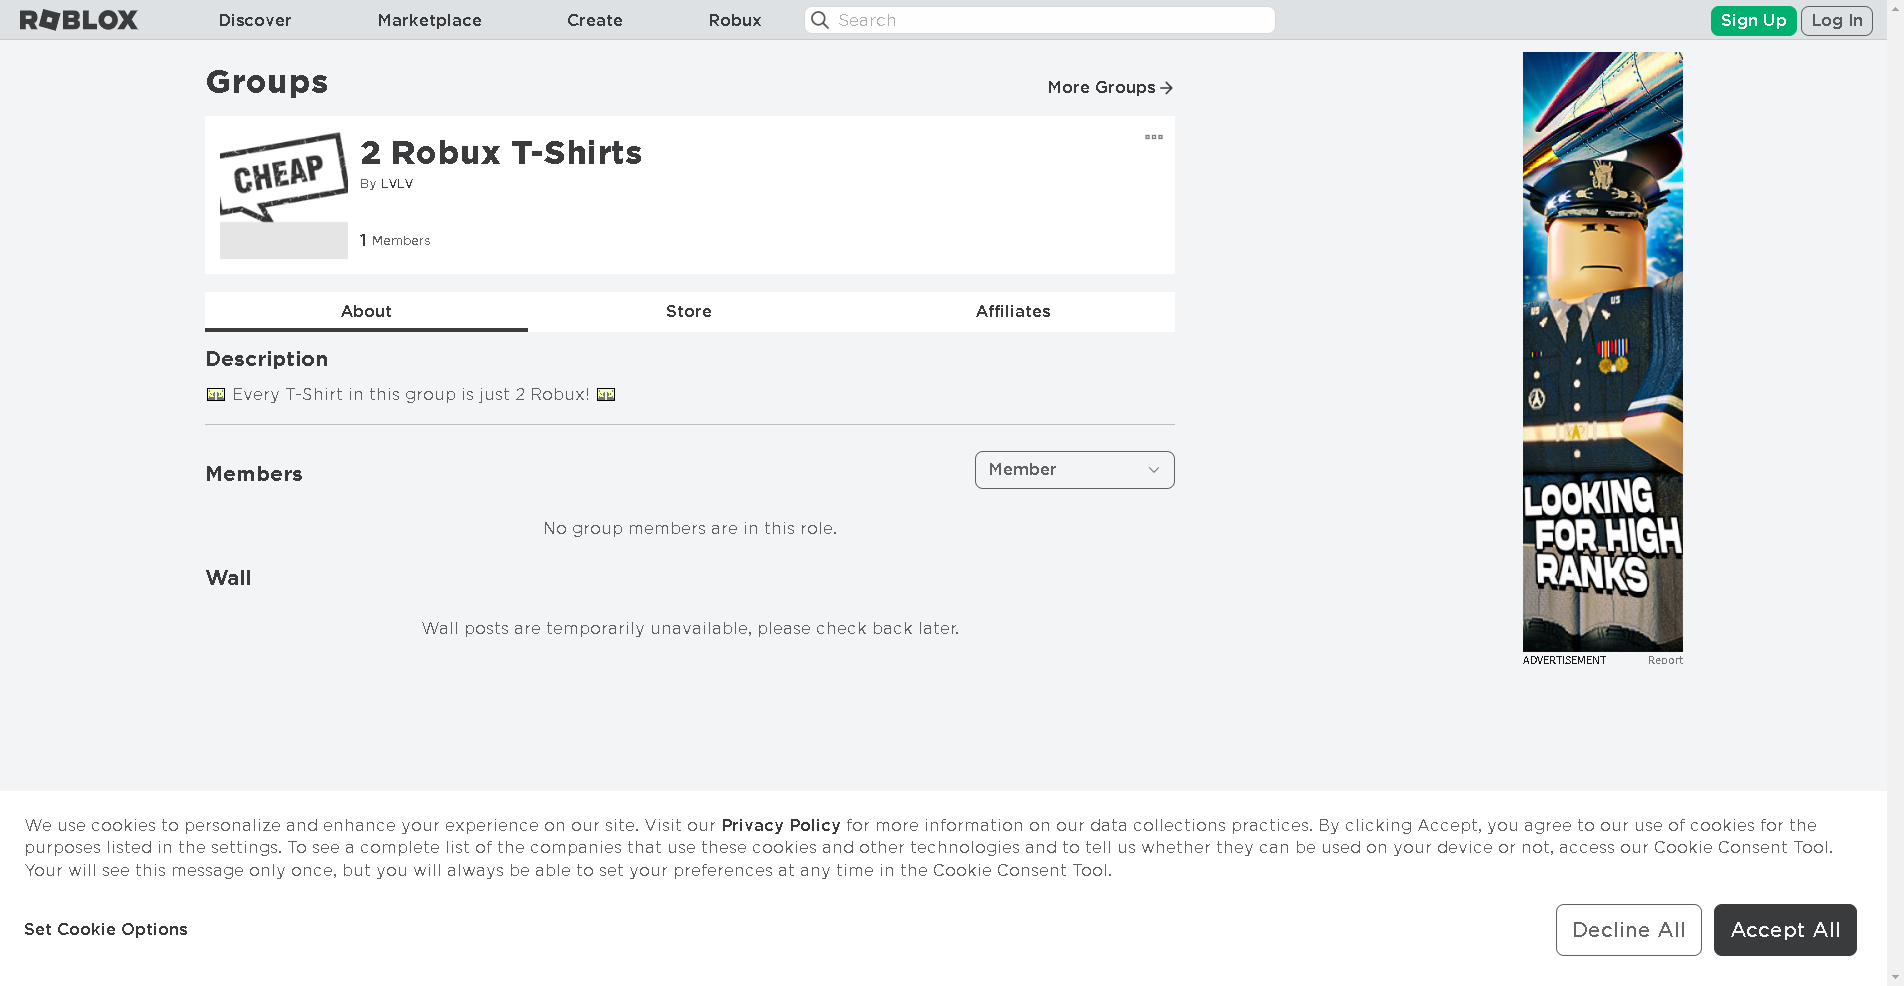 ROBLOX
Discover
Marketplace
Create
Robux
Search
Sign Up
Log In
Groups
More Groups
CHEAP
2 Robux T-Shirts
By LVLV
1 Members
About
Store
Affiliates
Description
💵 Every T-Shirt in this group is just 2 Robux! 💵
Members
Member
No group members are in this role.
Wall
Wall posts are temporarily unavailable, please check back later.
US
US
LOOKING
FOR HIGH
RANKS
ADVERTISEMENT
Report
We use cookies to personalize and enhance your experience on our site. Visit our Privacy Policy for more information on our data collections practices. By clicking Accept, you agree to our use of cookies for the
purposes listed in the settings. To see a complete list of the companies that use these cookies and other technologies and to tell us whether they can be used on your device or not, access our Cookie Consent Tool.
Your will see this message only once, but you will always be able to set your preferences at any time in the Cookie Consent Tool.
Set Cookie Options
Decline All
Accept All